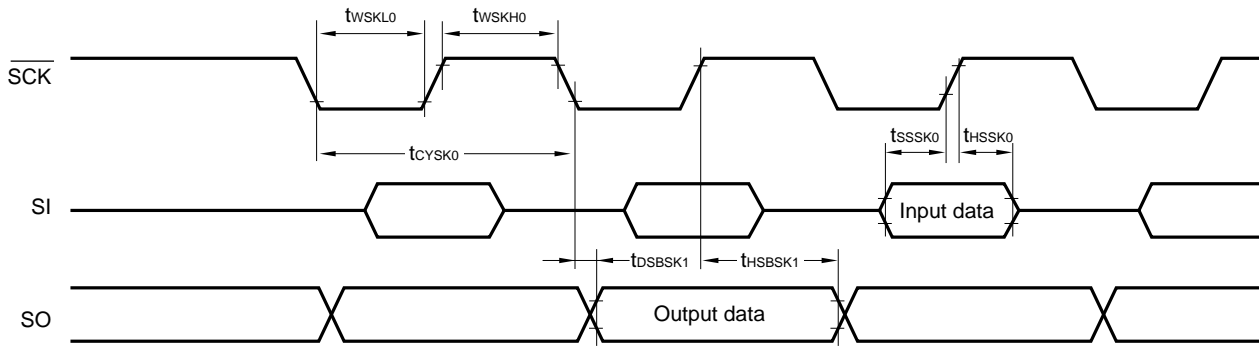 tWSKL0
tWSKH0
SCK
tSSSK0
tHSSK0
tCYSK0
SI
Input data
tDSBSK1
tHSBSK1
SO
Output data